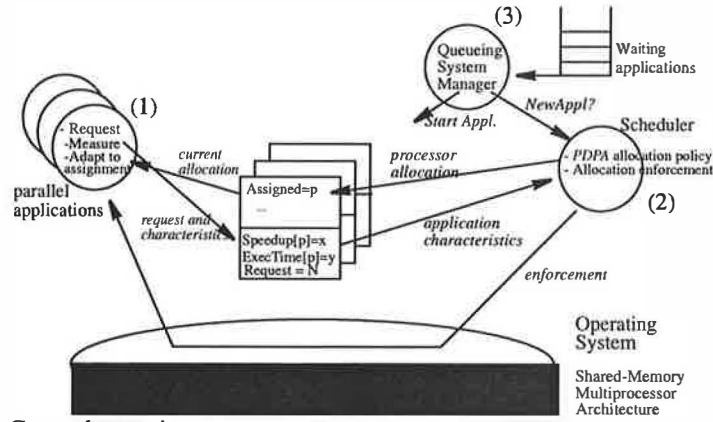 (3)
Queueing
System
Manager
Waiting
applications
(1)
- Request
-Measure
-Adapt to
assignment
parallel
applications
Start Appl.
NewAppl?
Scheduler
- PDPA allocation policy
- Allocation enforcement
(2)
current
allocation
processor
allocation
Assigned=p
...
request and
characteristics
Speedup[p]=x
ExecTime[p]=y
Request = N
application
characteristics
enforcement
Operating
System
Shared-Memory
Multiprocessor
Architecture